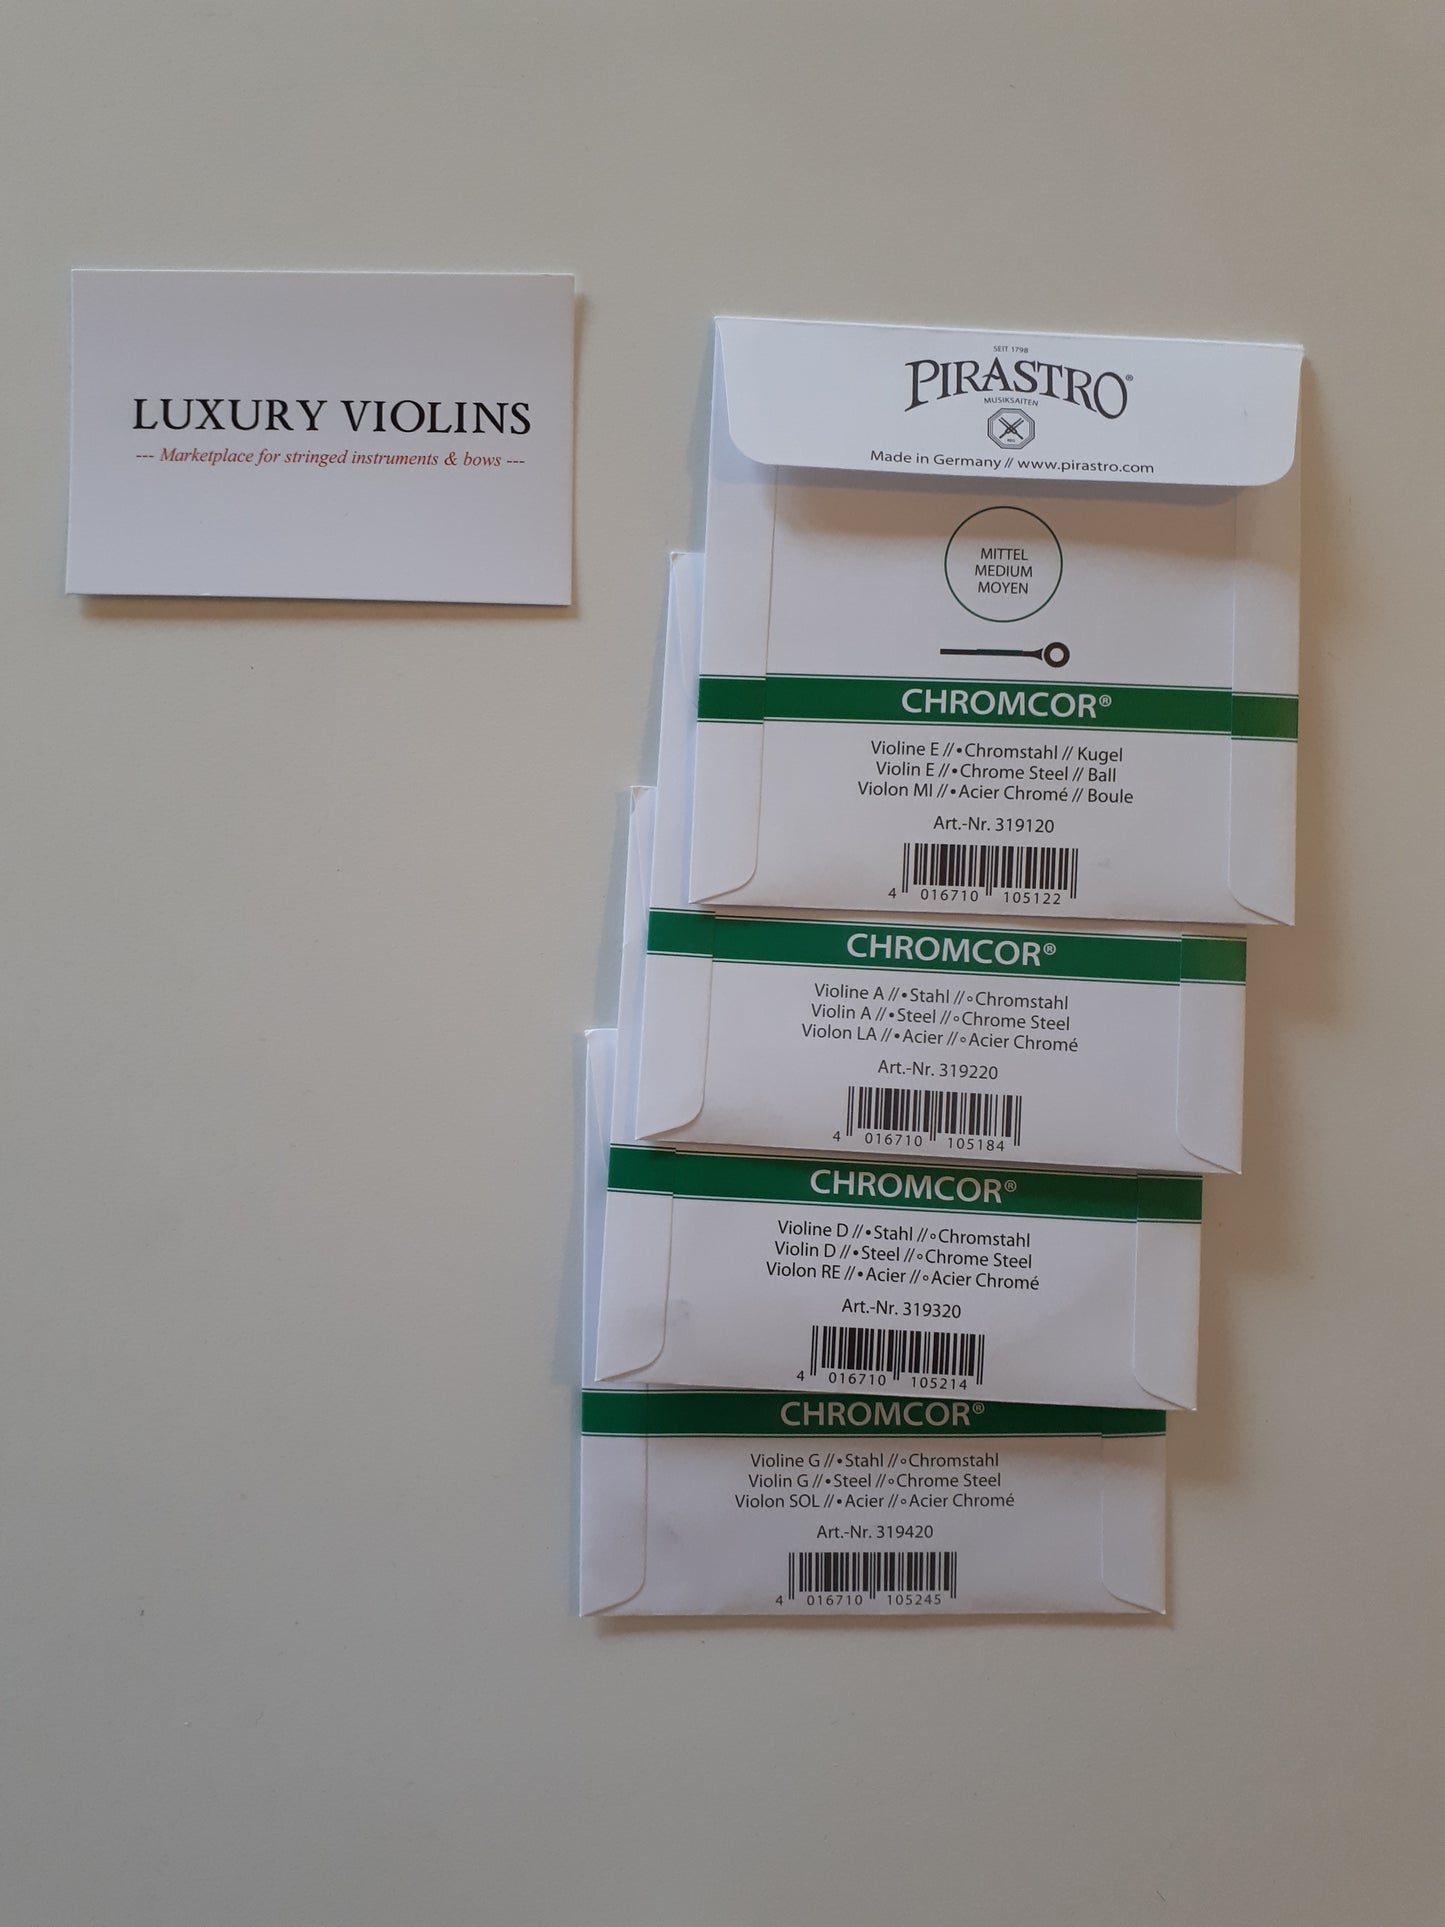 LUXURY VIOLINS
--- Marketplace for stringed instruments & bows ---
SEIT 1798
PIRASTRO®
MUSIKSAITEN
REG
Made in Germany // www.pirastro.com
MITTEL
MEDIUM
MOYEN
CHROMCOR®
Violine E //•Chromstahl // Kugel
Violin E //•Chrome Steel // Ball
Violon MI //•Acier Chromé // Boule
Art.-Nr. 319120
4 016710 105122
CHROMCOR®
Violine A //•Stahl //◦Chromstahl
Violin A //•Steel //◦Chrome Steel
Violon LA //•Acier //◦Acier Chromé
Art.-Nr. 319220
4 016710 105184
CHROMCOR®
Violine D //•Stahl //◦Chromstahl
Violin D //•Steel //◦Chrome Steel
Violon RE //•Acier //◦Acier Chromé
Art.-Nr. 319320
4 016710 105214
CHROMCOR®
Violine G //•Stahl //◦Chromstahl
Violin G //•Steel //◦Chrome Steel
Violon SOL //•Acier //◦Acier Chromé
Art.-Nr. 319420
4 016710 105245